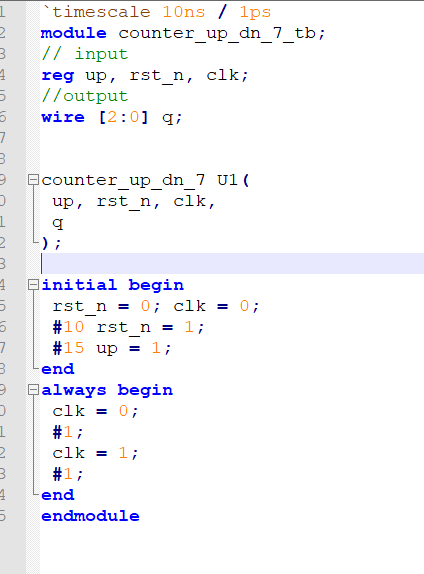 `timescale 10ns / 1ps
module counter_up_dn_7_tb;
// input
reg up, rst_n, clk;
//output
wire [2:0] q;
counter_up_dn_7 U1(
up, rst_n, clk,
q
);
initial begin
rst_n = 0; clk = 0;
#10 rst_n = 1;
#15 up = 1;
end
always begin
clk = 0;
#1;
clk = 1;
#1;
end
endmodule